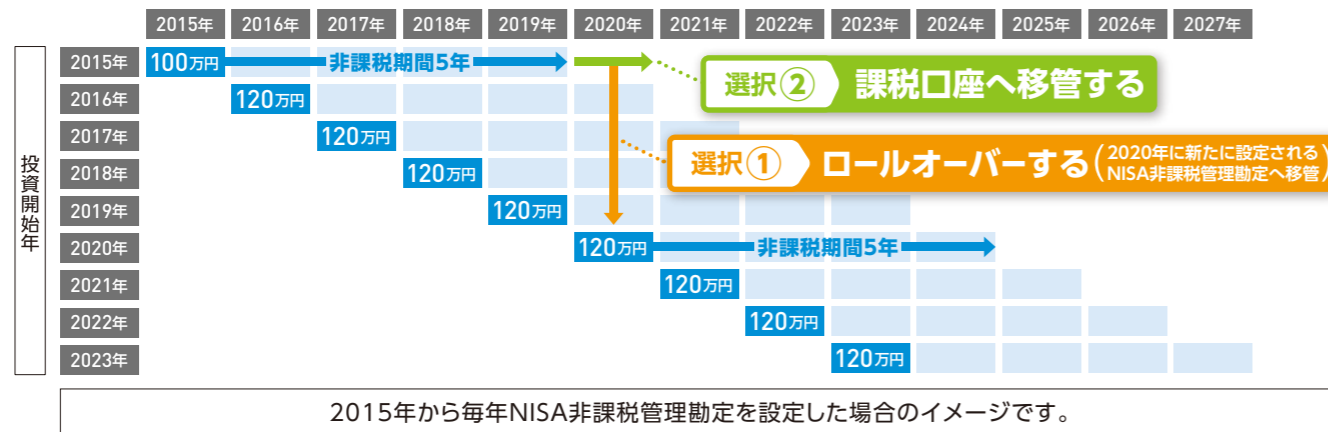 2015年 2016年 2017年 2018年 2019年 2020年 2021年 2022年 2023年 2024年 2025年 2026年 2027年
投資開始年
2015年 100万円 非課税期間5年
選択② 課税口座へ移管する
2016年 120万円
2017年 120万円
選択① ロールオーバーする(2020年に新たに設定される
NISA非課税管理勘定へ移管)
2018年 120万円
2019年 120万円
2020年 120万円 非課税期間5年
2021年 120万円
2022年 120万円
2023年 120万円
2015年から毎年NISA非課税管理勘定を設定した場合のイメージです。